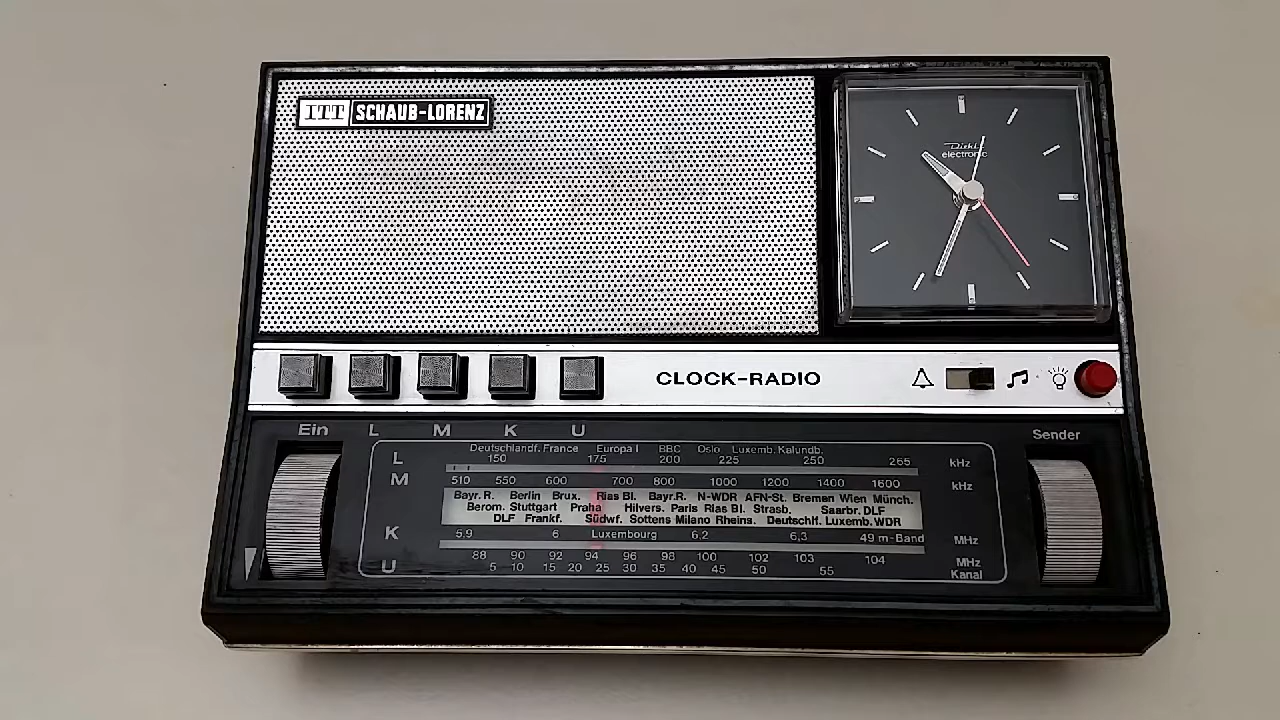 ITT SCHAUB-LORENZ
Diehl
electronic
CLOCK-RADIO
Ein L M K U
Sender
Deutschlandf. France Europa I BBC Oslo Luxemb. Kalundb.
L 150 175 200 225 250 265 kHz
M 510 550 600 700 800 1000 1200 1400 1600 kHz
Bayr. R. Berlin Brux. Rias Bl. Bayr.R. N-WDR AFN-St. Bremen Wien Münch.
Berom. Stuttgart Praha Hilvers. Paris Rias Bl. Strasb. Saarbr. DLF
DLF Frankf. Südwf. Sottens Milano Rheins. Deutschlf. Luxemb. WDR
K 5,9 6 Luxembourg 6,2 6,3 49 m-Band MHz
U 88 90 92 94 96 98 100 102 103 104 MHz
5 10 15 20 25 30 35 40 45 50 55 Kanal